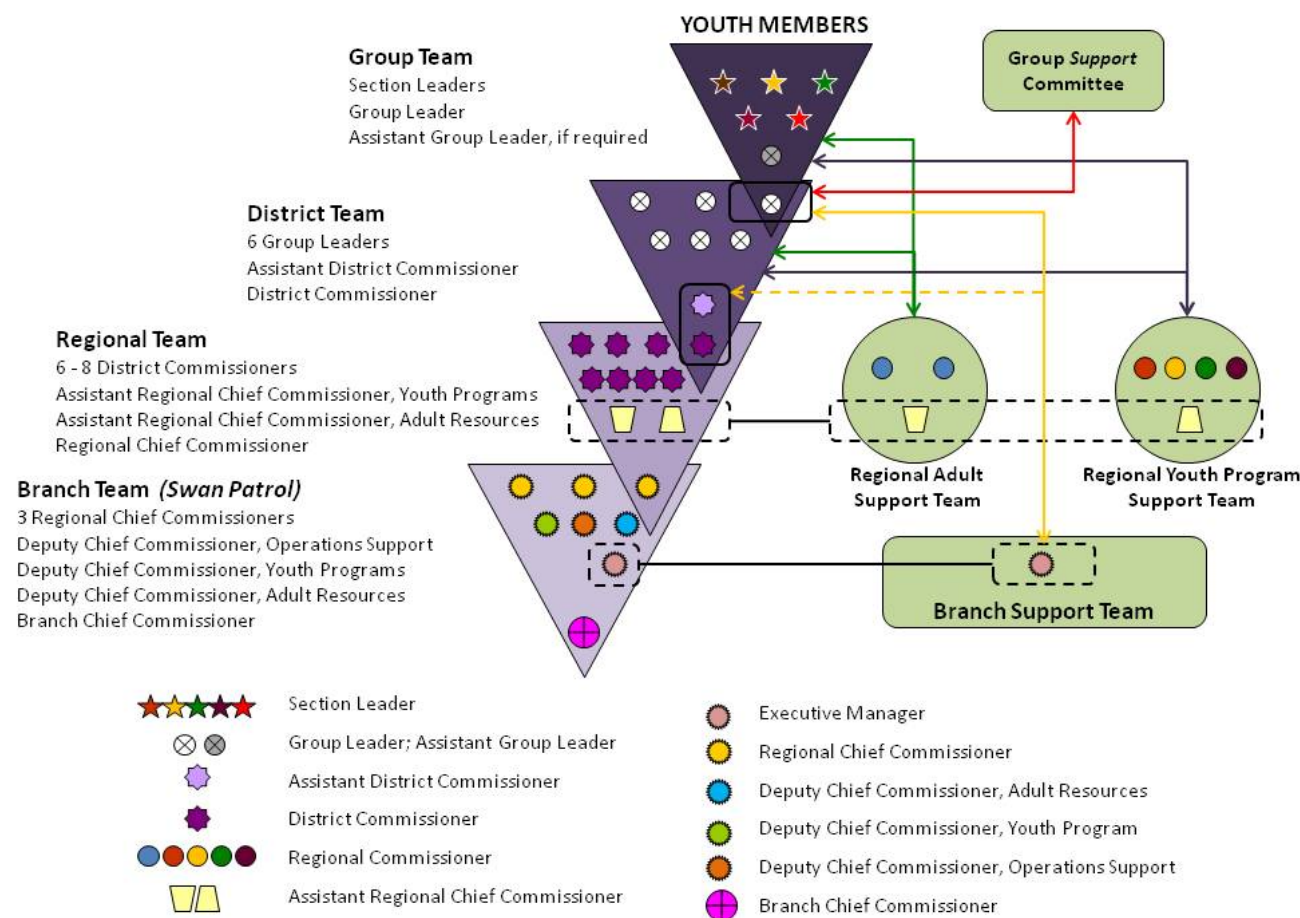 YOUTH MEMBERS
Group Team
Section Leaders
Group Leader
Assistant Group Leader, if required
Group Support
Committee
District Team
6 Group Leaders
Assistant District Commissioner
District Commissioner
Regional Team
6 - 8 District Commissioners
Assistant Regional Chief Commissioner, Youth Programs
Assistant Regional Chief Commissioner, Adult Resources
Regional Chief Commissioner
Regional Adult
Support Team
Regional Youth Program
Support Team
Branch Team (Swan Patrol)
3 Regional Chief Commissioners
Deputy Chief Commissioner, Operations Support
Deputy Chief Commissioner, Youth Programs
Deputy Chief Commissioner, Adult Resources
Branch Chief Commissioner
Branch Support Team
Section Leader
Group Leader; Assistant Group Leader
Assistant District Commissioner
District Commissioner
Regional Commissioner
Assistant Regional Chief Commissioner
Executive Manager
Regional Chief Commissioner
Deputy Chief Commissioner, Adult Resources
Deputy Chief Commissioner, Youth Program
Deputy Chief Commissioner, Operations Support
Branch Chief Commissioner